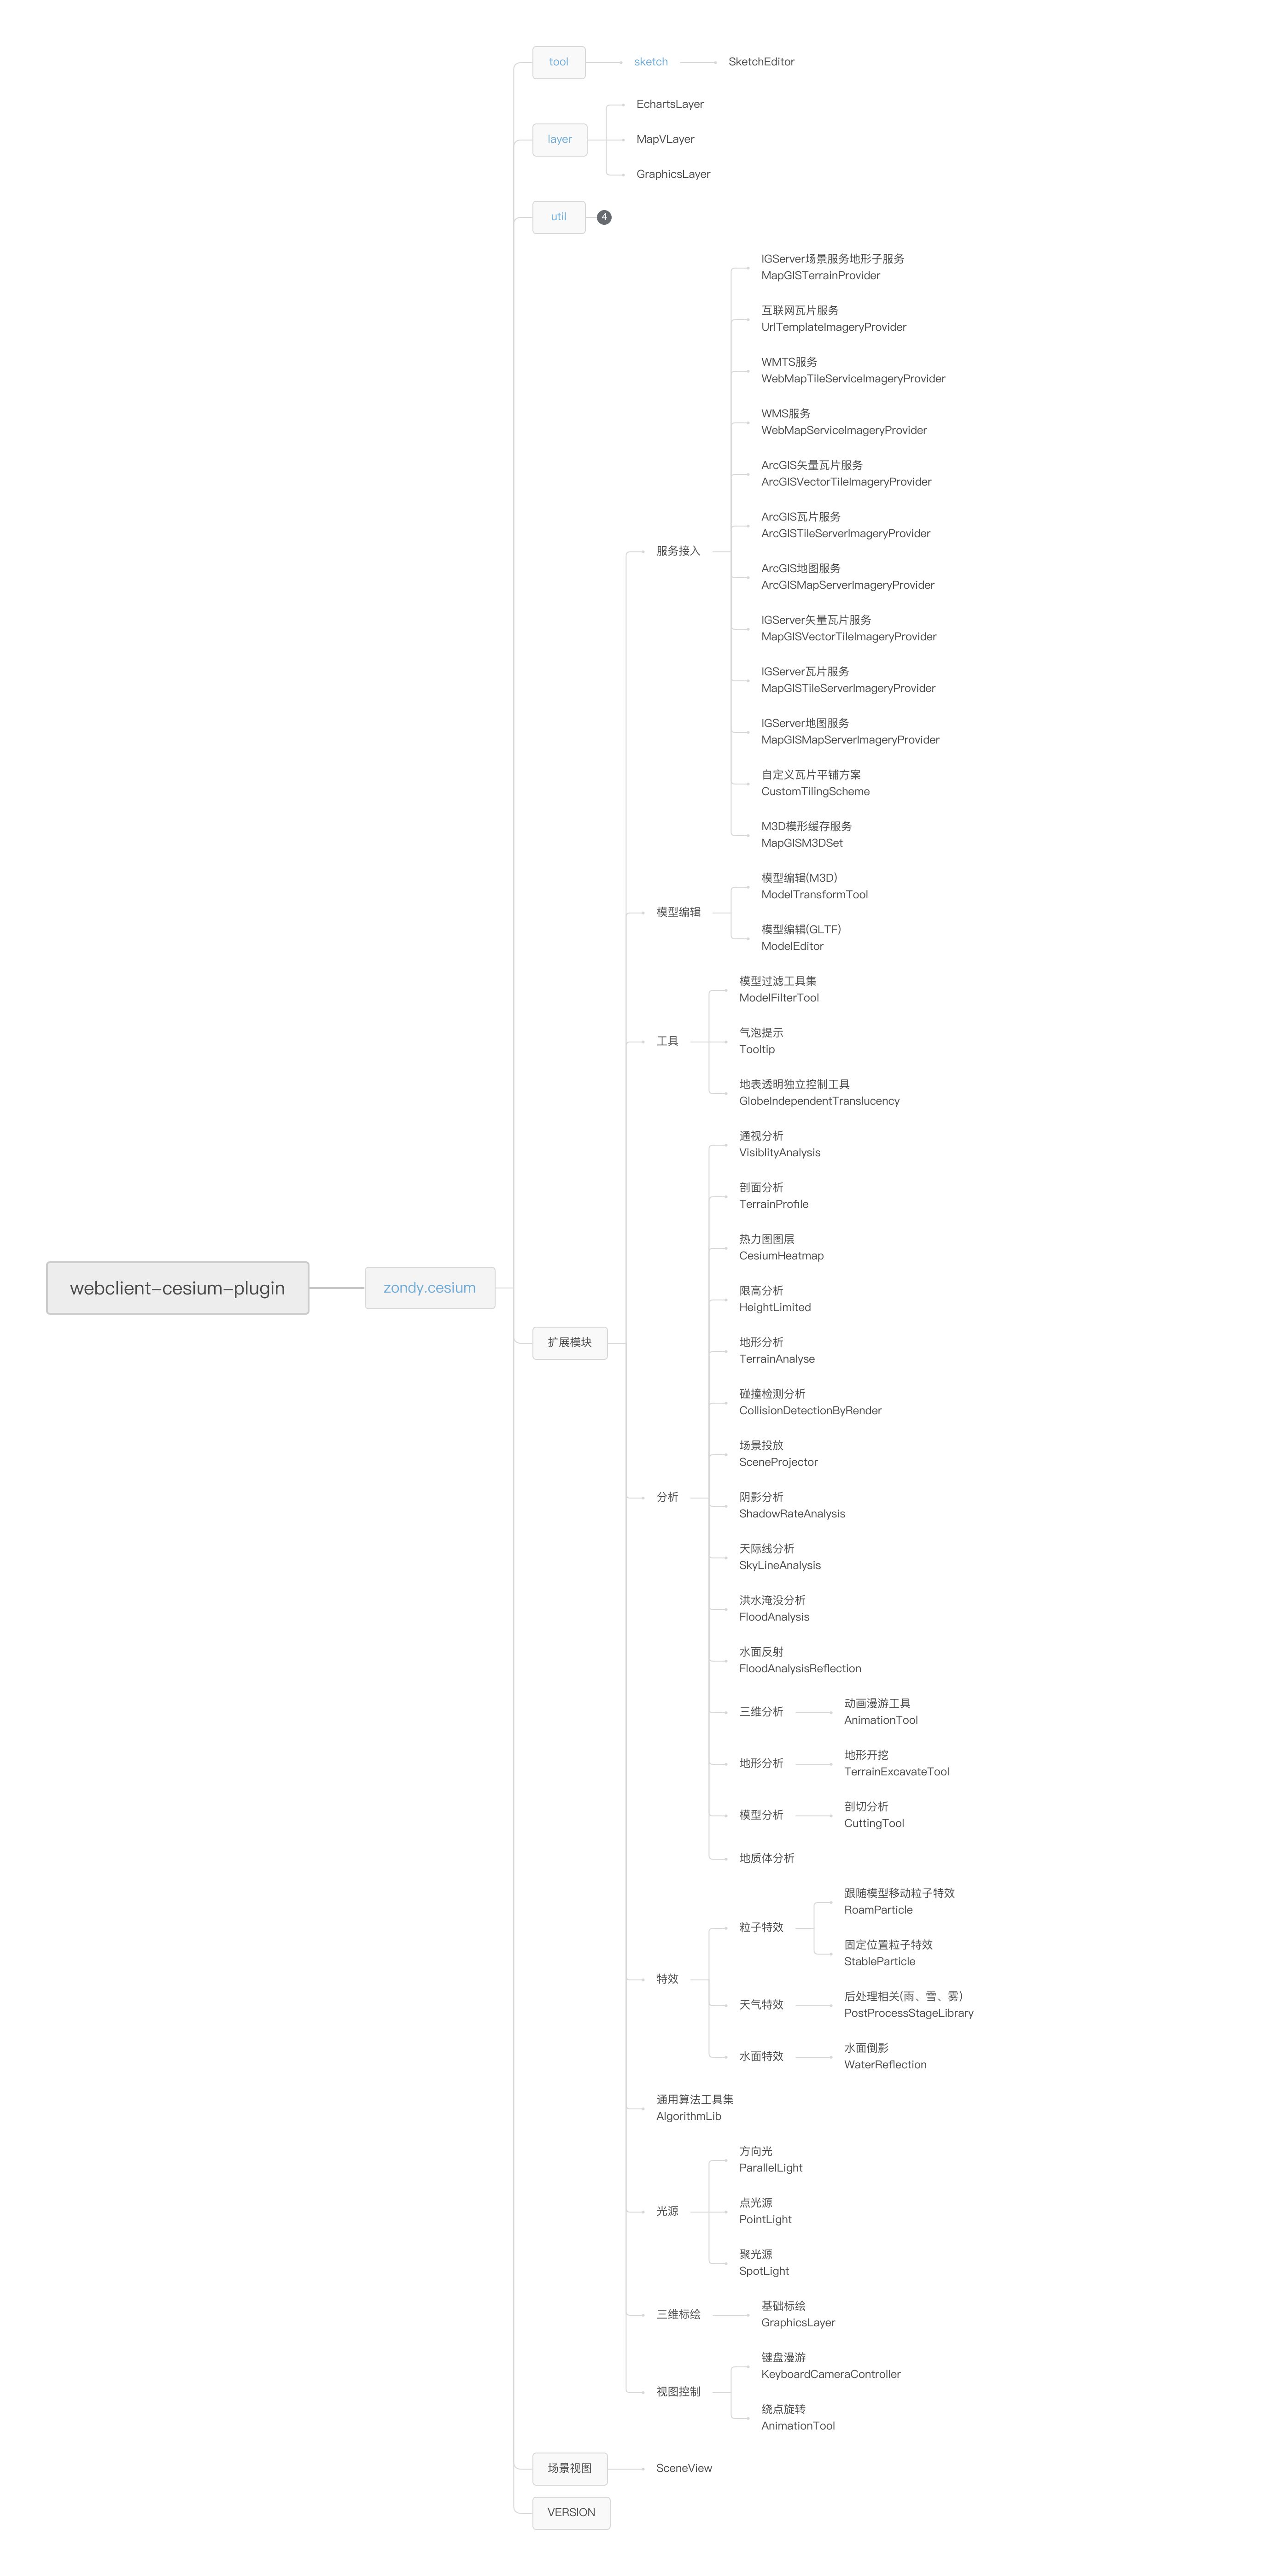 tool
sketch
SketchEditor
layer
EchartsLayer
MapVLayer
GraphicsLayer
util
4
webclient-cesium-plugin
zondy.cesium
扩展模块
服务接入
IGServer场景服务地形子服务
MapGISTerrainProvider
互联网瓦片服务
UrlTemplateImageryProvider
WMTS服务
WebMapTileServiceImageryProvider
WMS服务
WebMapServiceImageryProvider
ArcGIS矢量瓦片服务
ArcGISVectorTileImageryProvider
ArcGIS瓦片服务
ArcGISTileServerImageryProvider
ArcGIS地图服务
ArcGISMapServerImageryProvider
IGServer矢量瓦片服务
MapGISVectorTileImageryProvider
IGServer瓦片服务
MapGISTileServerImageryProvider
IGServer地图服务
MapGISMapServerImageryProvider
自定义瓦片平铺方案
CustomTilingScheme
M3D模形缓存服务
MapGISM3DSet
模型编辑
模型编辑(M3D)
ModelTransformTool
模型编辑(GLTF)
ModelEditor
工具
模型过滤工具集
ModelFilterTool
气泡提示
Tooltip
地表透明独立控制工具
GlobeIndependentTranslucency
分析
通视分析
VisiblityAnalysis
剖面分析
TerrainProfile
热力图图层
CesiumHeatmap
限高分析
HeightLimited
地形分析
TerrainAnalyse
碰撞检测分析
CollisionDetectionByRender
场景投放
SceneProjector
阴影分析
ShadowRateAnalysis
天际线分析
SkyLineAnalysis
洪水淹没分析
FloodAnalysis
水面反射
FloodAnalysisReflection
三维分析
动画漫游工具
AnimationTool
地形分析
地形开挖
TerrainExcavateTool
模型分析
剖切分析
CuttingTool
地质体分析
特效
粒子特效
跟随模型移动粒子特效
RoamParticle
固定位置粒子特效
StableParticle
天气特效
后处理相关(雨、雪、雾)
PostProcessStageLibrary
水面特效
水面倒影
WaterReflection
通用算法工具集
AlgorithmLib
光源
方向光
ParallelLight
点光源
PointLight
聚光源
SpotLight
三维标绘
基础标绘
GraphicsLayer
视图控制
键盘漫游
KeyboardCameraController
绕点旋转
AnimationTool
场景视图
SceneView
VERSION